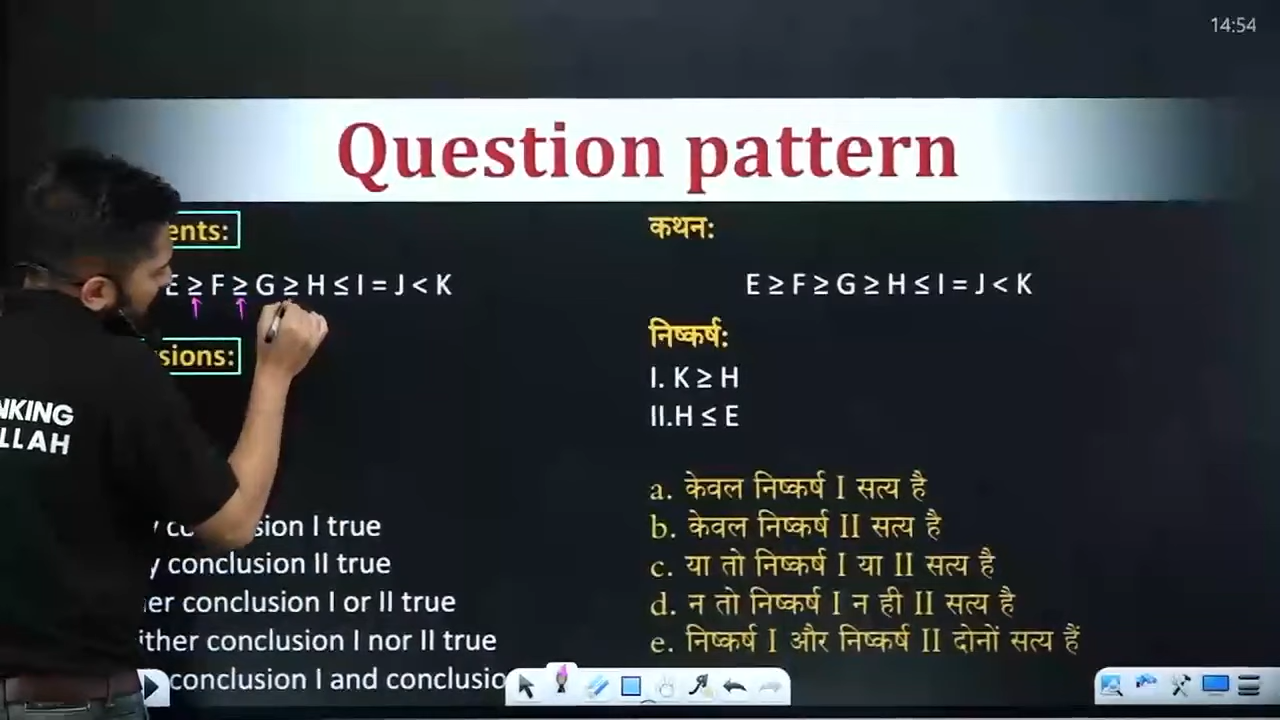 14:54
Question pattern
ents:
E ≥ F ≥ G ≥ H ≤ I = J < K
sions:
NKING
LLAH
sion I true
y conclusion II true
er conclusion I or II true
ither conclusion I nor II true
conclusion I and conclusio
कथन:
E ≥ F ≥ G ≥ H ≤ I = J < K
निष्कर्ष:
I. K ≥ H
II.H ≤ E
a. केवल निष्कर्ष I सत्य है
b. केवल निष्कर्ष II सत्य है
c. या तो निष्कर्ष I या II सत्य है
d. न तो निष्कर्ष I न ही II सत्य है
e. निष्कर्ष I और निष्कर्ष II दोनों सत्य हैं